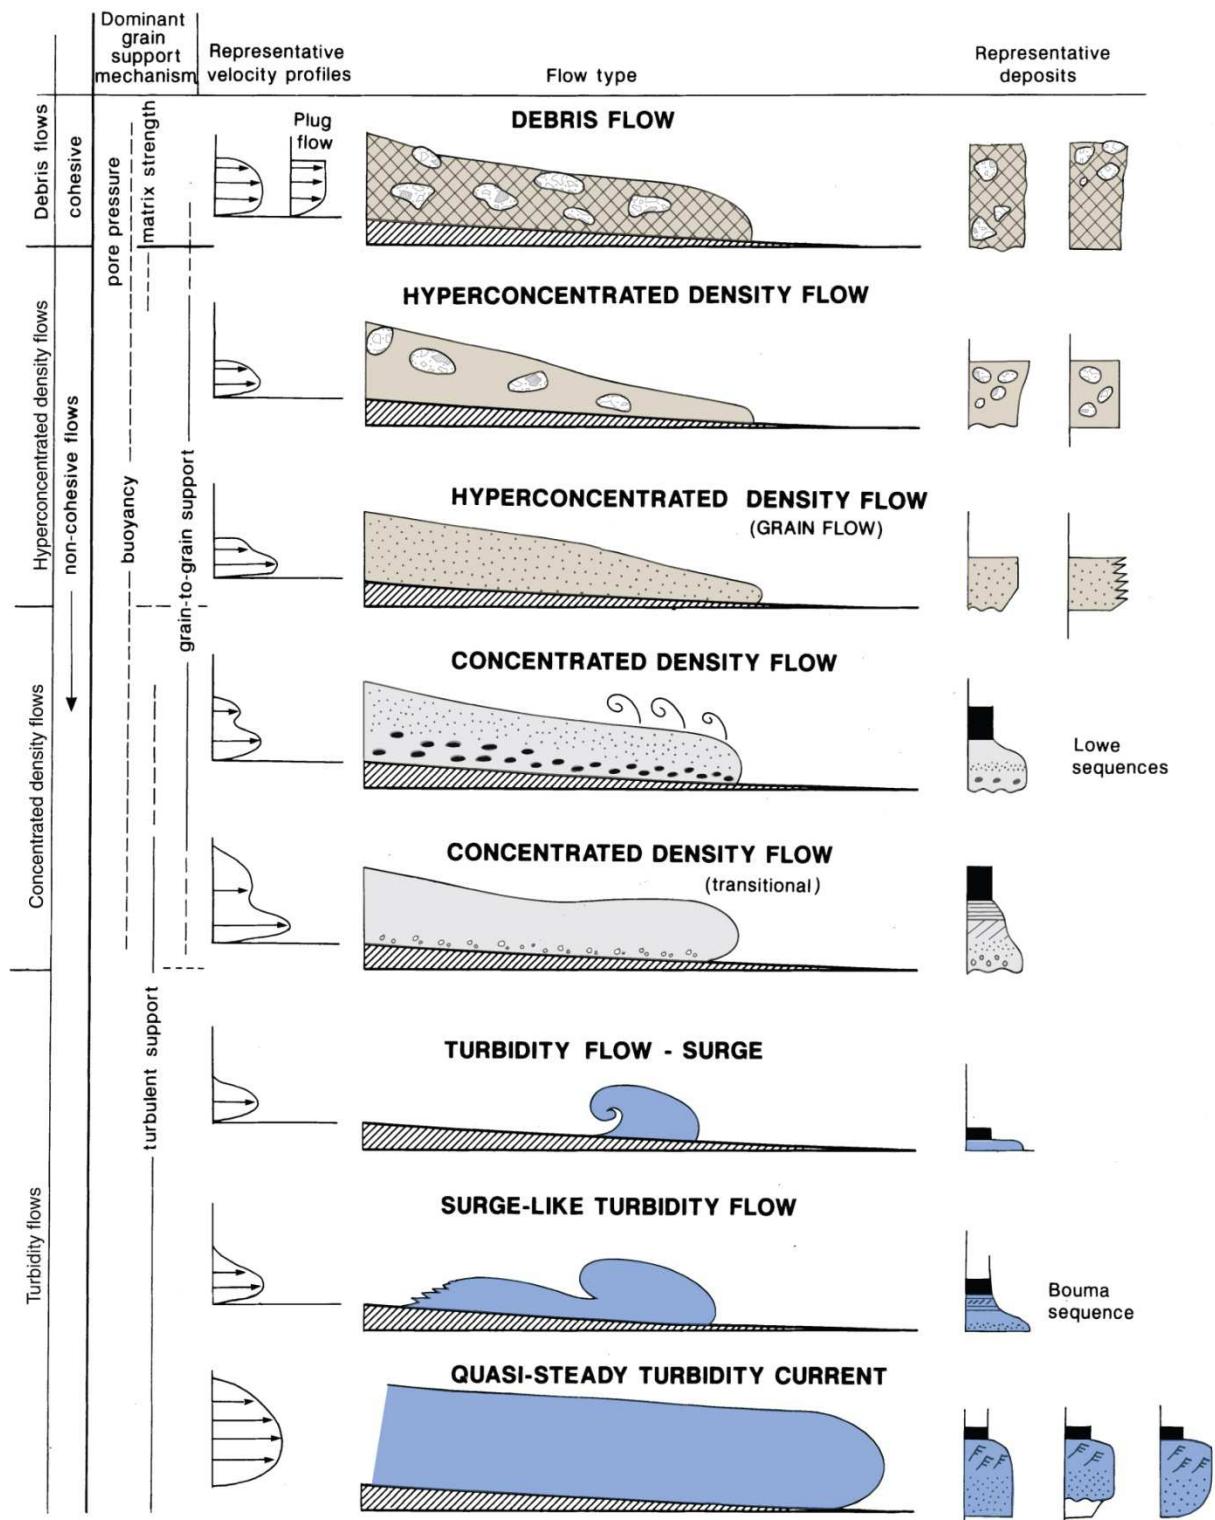 Dominant
grain
support
mechanism
Representative
velocity profiles
Flow type
Representative
deposits
Debris flows
cohesive
pore pressure
matrix strength
Plug
flow
DEBRIS FLOW
Hyperconcentrated density flows
non-cohesive flows
buoyancy
grain-to-grain support
HYPERCONCENTRATED DENSITY FLOW
HYPERCONCENTRATED DENSITY FLOW
(GRAIN FLOW)
Concentrated density flows
CONCENTRATED DENSITY FLOW
Lowe
sequences
CONCENTRATED DENSITY FLOW
(transitional)
Turbidity flows
turbulent support
TURBIDITY FLOW - SURGE
SURGE-LIKE TURBIDITY FLOW
Bouma
sequence
QUASI-STEADY TURBIDITY CURRENT